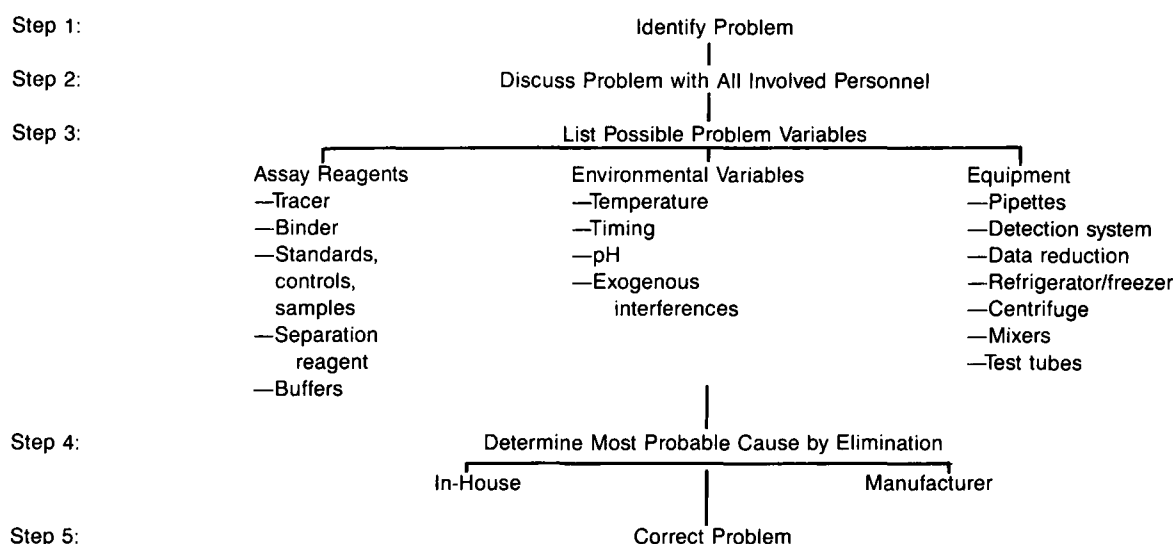 Step 1:
Identify Problem
Step 2:
Discuss Problem with All Involved Personnel
Step 3:
List Possible Problem Variables
Assay Reagents
—Tracer
—Binder
—Standards,
controls,
samples
—Separation
reagent
—Buffers
Environmental Variables
—Temperature
—Timing
—pH
—Exogenous
interferences
Equipment
—Pipettes
—Detection system
—Data reduction
—Refrigerator/freezer
—Centrifuge
—Mixers
—Test tubes
Step 4:
Determine Most Probable Cause by Elimination
In-House
Manufacturer
Step 5:
Correct Problem